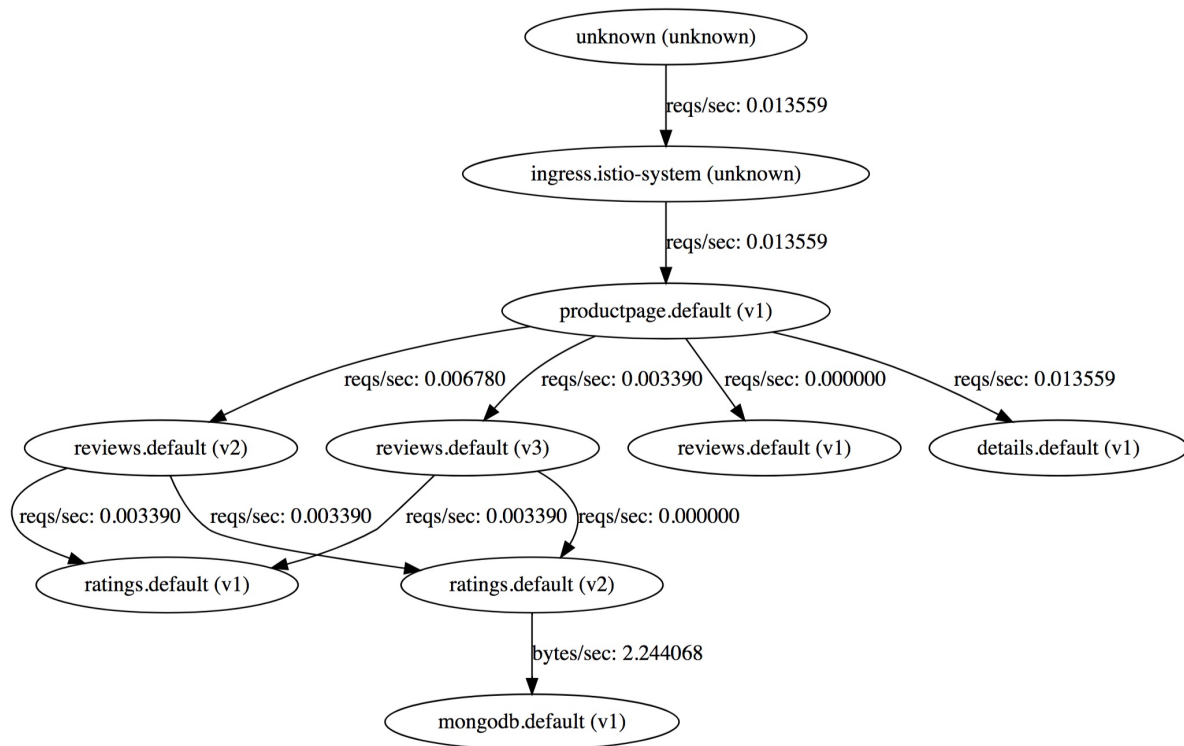 unknown (unknown)
reqs/sec: 0.013559
ingress.istio-system (unknown)
reqs/sec: 0.013559
productpage.default (v1)
reqs/sec: 0.006780
reqs/sec: 0.003390
reqs/sec: 0.000000
reqs/sec: 0.013559
reviews.default (v2)
reviews.default (v3)
reviews.default (v1)
details.default (v1)
reqs/sec: 0.003390
reqs/sec: 0.003390
reqs/sec: 0.003390
reqs/sec: 0.000000
ratings.default (v1)
ratings.default (v2)
bytes/sec: 2.244068
mongodb.default (v1)